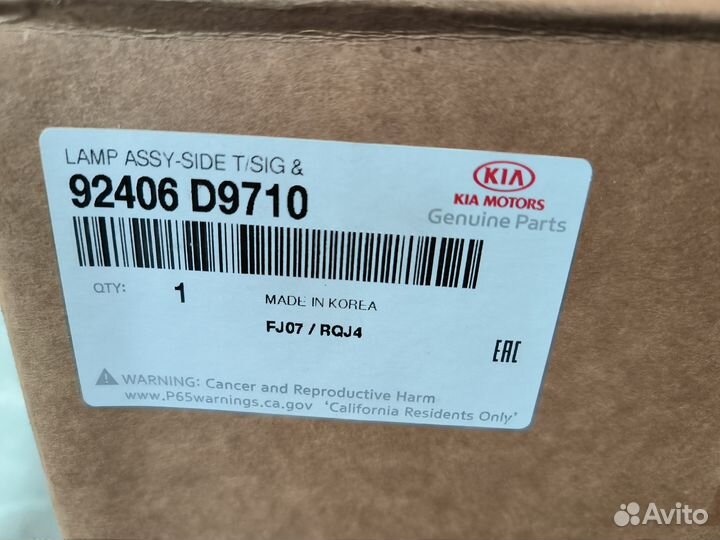 LAMP ASSY-SIDE T/SIG &
92406 D9710
KIA
KIA MOTORS
Genuine Parts
QTY: 1 MADE IN KOREA
FJ07 / RQJ4
EAC
WARNING: Cancer and Reproductive Harm
www.P65warnings.ca.gov 'California Residents Only'
Avito